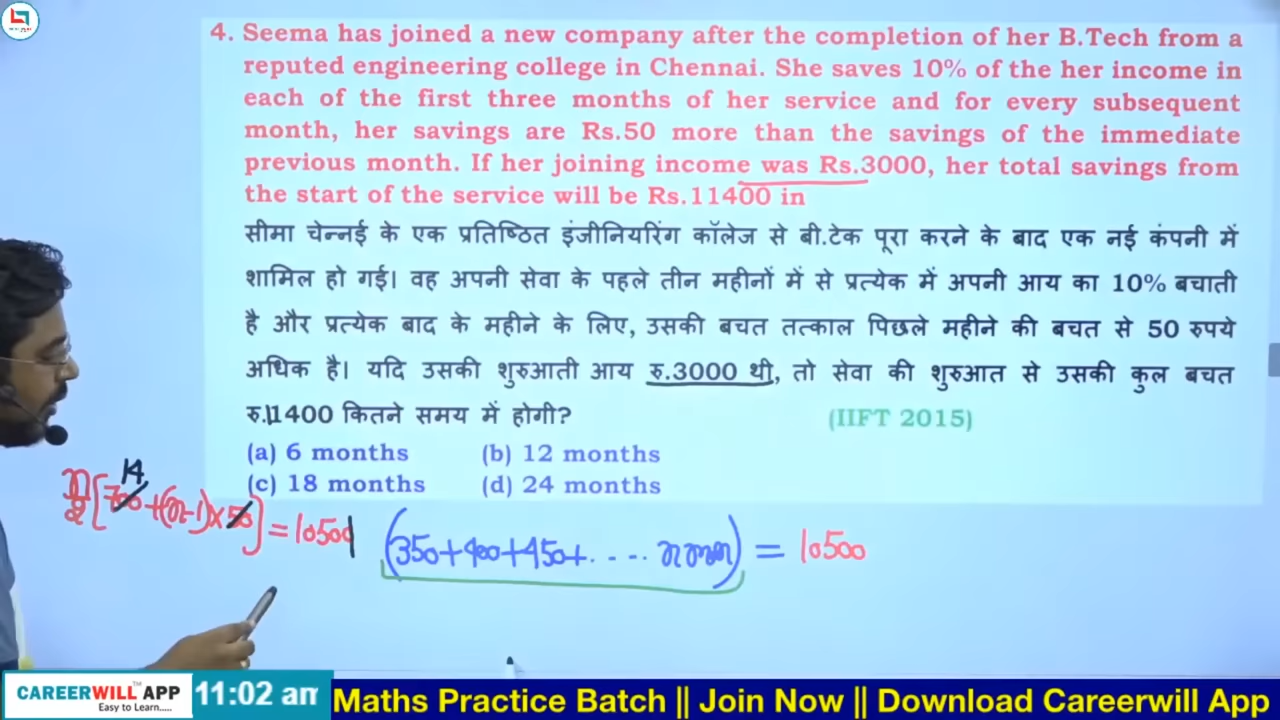 4. Seema has joined a new company after the completion of her B.Tech from a
reputed engineering college in Chennai. She saves 10% of the her income in
each of the first three months of her service and for every subsequent
month, her savings are Rs.50 more than the savings of the immediate
previous month. If her joining income was Rs.3000, her total savings from
the start of the service will be Rs.11400 in
सीमा चेन्नई के एक प्रतिष्ठित इंजीनियरिंग कॉलेज से बी.टेक पूरा करने के बाद एक नई कंपनी में
शामिल हो गई। वह अपनी सेवा के पहले तीन महीनों में से प्रत्येक में अपनी आय का 10% बचाती
है और प्रत्येक बाद के महीने के लिए, उसकी बचत तत्काल पिछले महीने की बचत से 50 रुपये
अधिक है। यदि उसकी शुरुआती आय रु.3000 थी, तो सेवा की शुरुआत से उसकी कुल बचत
रु.11400 कितने समय में होगी? (IIFT 2015)
(a) 6 months (b) 12 months
(c) 18 months (d) 24 months
14
n/2[700+(n-1)×50]=10500 (350+400+450+.... n ) = 10500
CAREERWILL APP
Easy to Learn.....
11:02 am
Maths Practice Batch || Join Now || Download Careerwill App